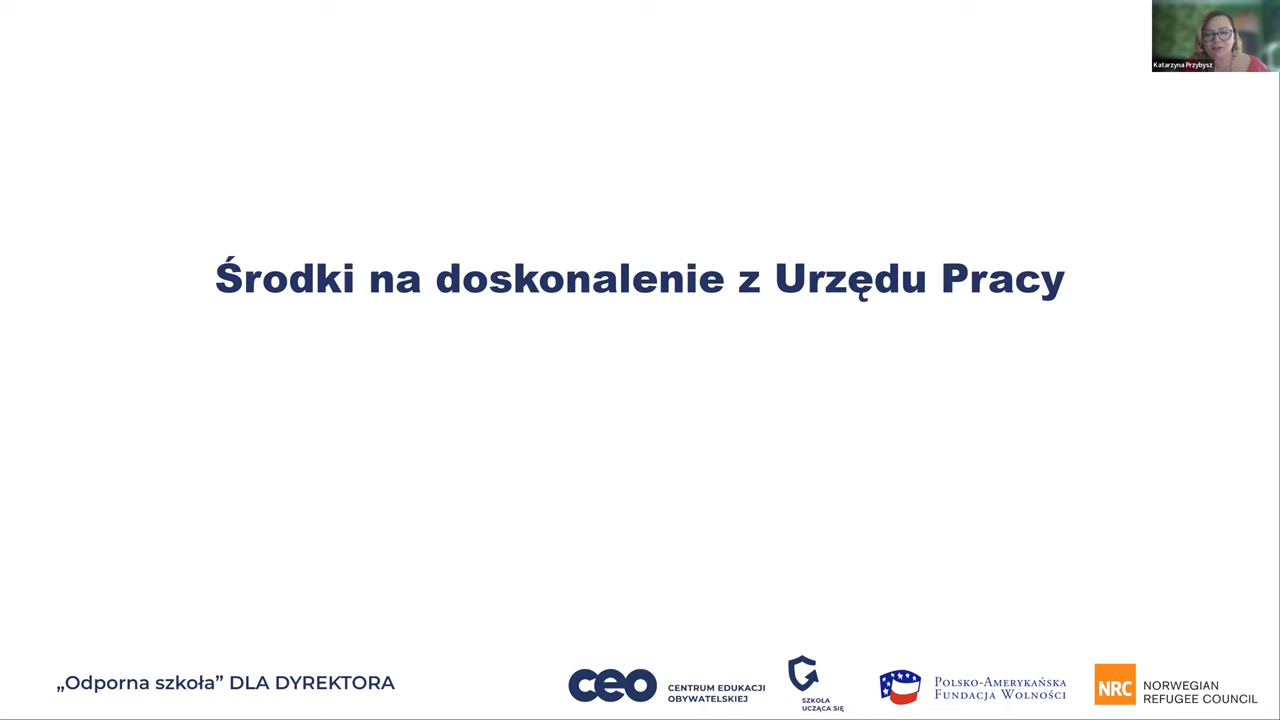 Katarzyna Przybysz
Środki na doskonalenie z Urzędu Pracy
„Odporna szkoła” DLA DYREKTORA
ceo
CENTRUM EDUKACJI
OBYWATELSKIEJ
SZKOŁA
UCZĄCA SIĘ
POLSKO-AMERYKAŃSKA
FUNDACJA WOLNOŚCI
NRC
NORWEGIAN
REFUGEE COUNCIL